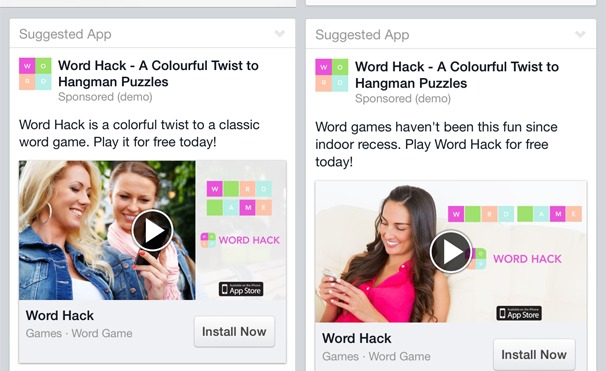 Suggested App
Word Hack - A Colourful Twist to
Hangman Puzzles
Sponsored (demo)
Word Hack is a colorful twist to a classic
word game. Play it for free today!
W O R D
G A M E
WORD HACK
Available on the iPhone
App Store
Word Hack
Games · Word Game
Install Now
Suggested App
Word Hack - A Colourful Twist to
Hangman Puzzles
Sponsored (demo)
Word games haven't been this fun since
indoor recess. Play Word Hack for free
today!
W O R D G A M E
WORD HACK
Available on the iPhone
App Store
Word Hack
Games · Word Game
Install Now